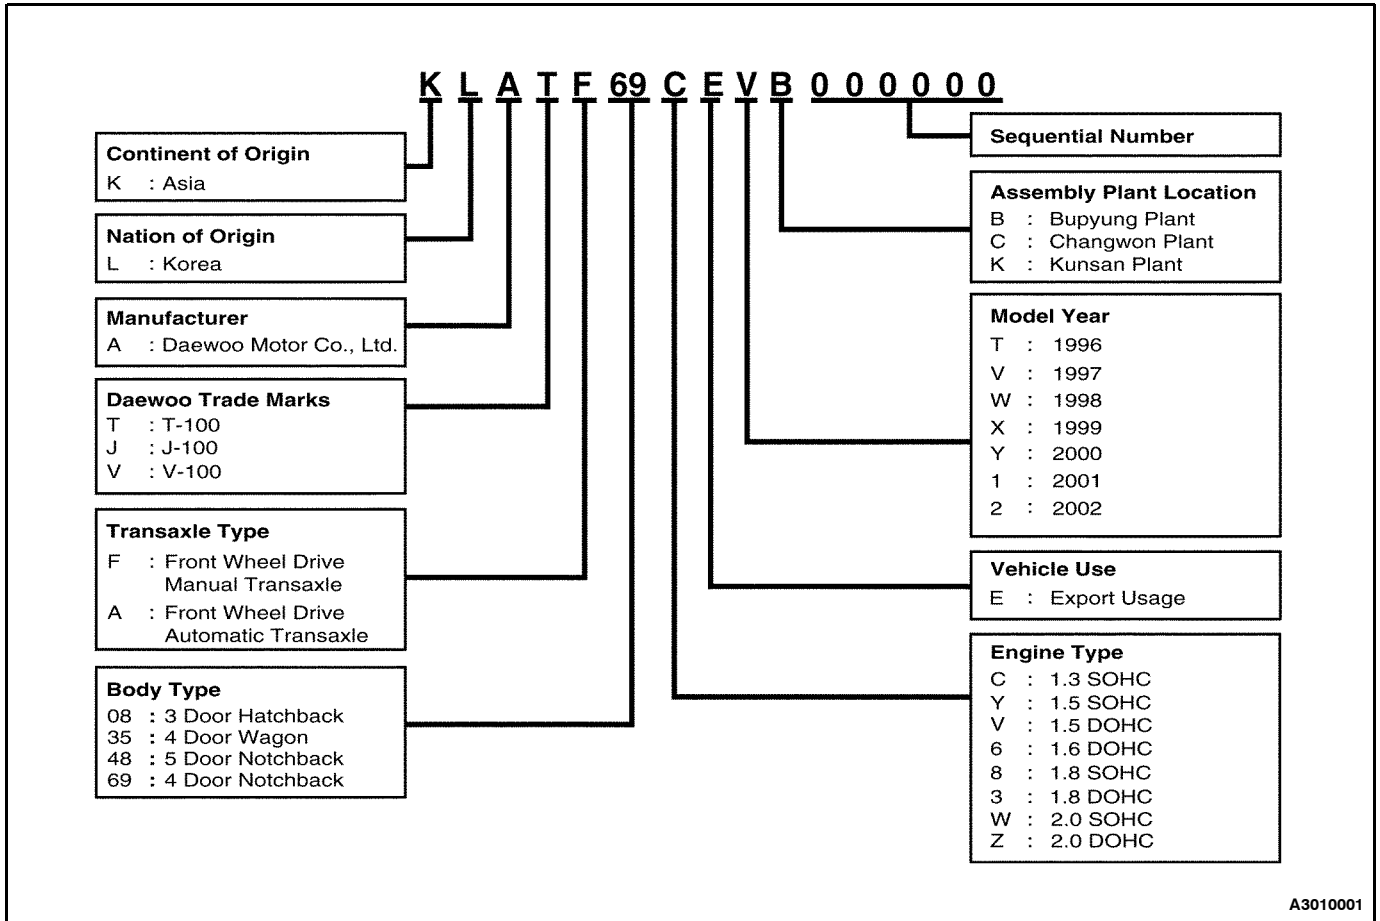 K L A T F 69 C E V B 0 0 0 0 0 0
Continent of Origin
K : Asia
Nation of Origin
L : Korea
Manufacturer
A : Daewoo Motor Co., Ltd.
Daewoo Trade Marks
T : T-100
J : J-100
V : V-100
Transaxle Type
F : Front Wheel Drive
Manual Transaxle
A : Front Wheel Drive
Automatic Transaxle
Body Type
08 : 3 Door Hatchback
35 : 4 Door Wagon
48 : 5 Door Notchback
69 : 4 Door Notchback
Sequential Number
Assembly Plant Location
B : Bupyung Plant
C : Changwon Plant
K : Kunsan Plant
Model Year
T : 1996
V : 1997
W : 1998
X : 1999
Y : 2000
1 : 2001
2 : 2002
Vehicle Use
E : Export Usage
Engine Type
C : 1.3 SOHC
Y : 1.5 SOHC
V : 1.5 DOHC
6 : 1.6 DOHC
8 : 1.8 SOHC
3 : 1.8 DOHC
W : 2.0 SOHC
Z : 2.0 DOHC
A3010001